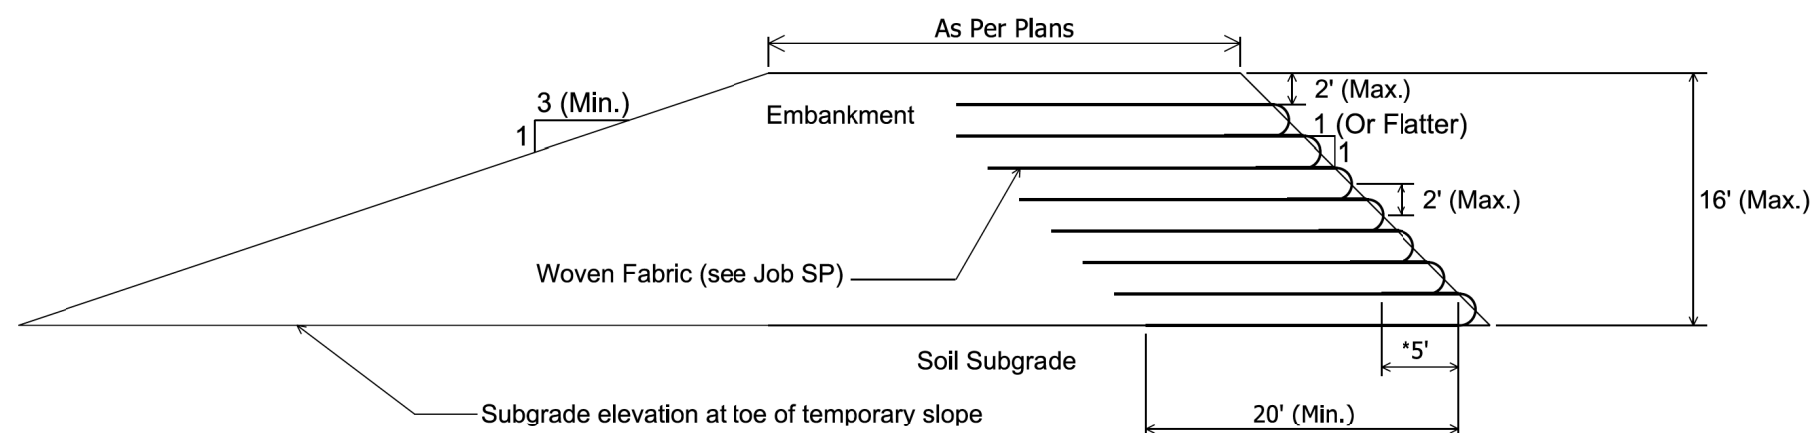 As Per Plans
3 (Min.)
1
Embankment
2' (Max.)
1 (Or Flatter)
1
2' (Max.)
16' (Max.)
Woven Fabric (see Job SP)
Soil Subgrade
*5'
Subgrade elevation at toe of temporary slope
20' (Min.)